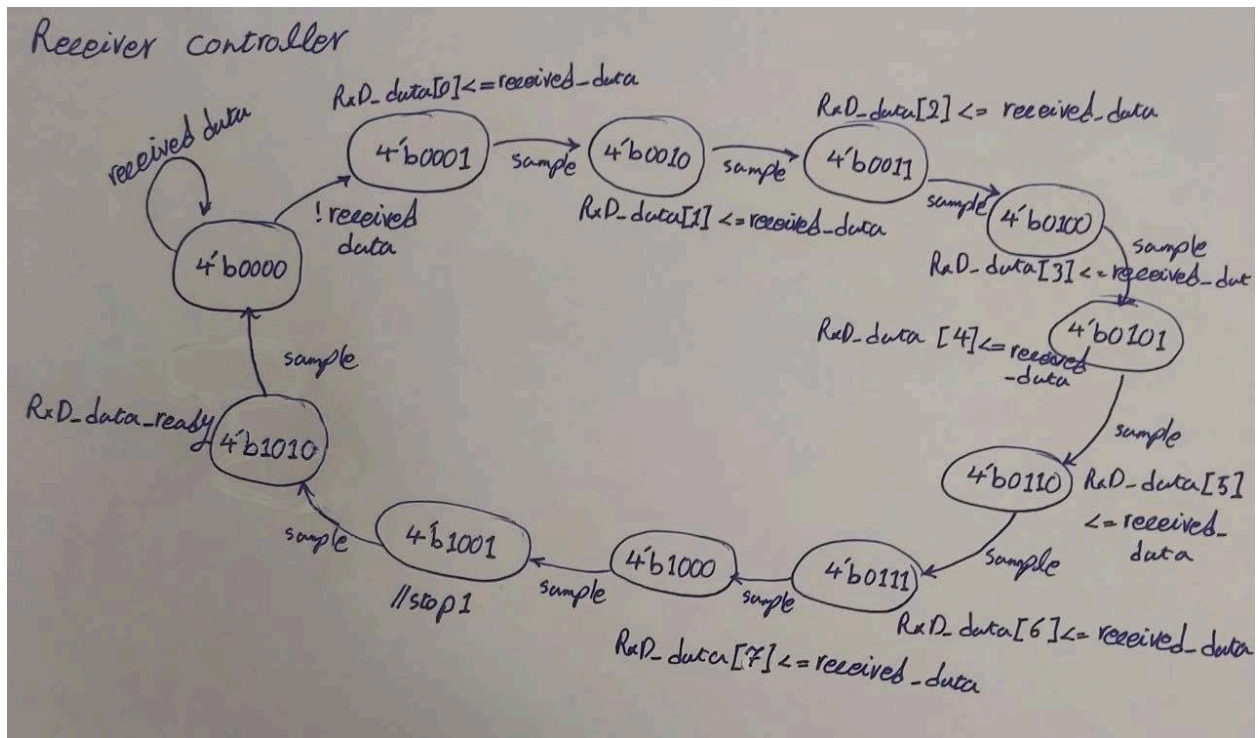 Receiver controller
RxD_data[0]<=received_data
RxD_data[2] <= received_data
received data
4'b0001
sample
4'b0010
sample
4'b0011
sample
4'b0100
sample
!received
data
RxD_data[1] <=received_data
4'b0000
RxD_data[3] <=received_dat
RxD_data [4]<=received
-data
4'b0101
sample
sample
RxD_data_ready
4'b1010
4'b0110
RxD_data[5]
<=received_
data
sample
4'b1001
sample
4'b1000
sample
4'b0111
sample
//stop1
RxD_data[6]<=received_data
RxD_data[7]<=received_data